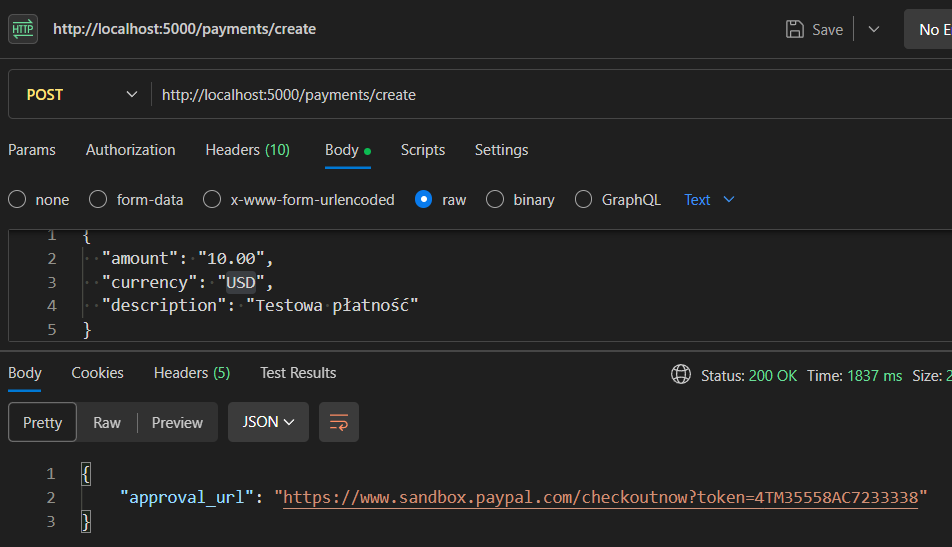 HTTP http://localhost:5000/payments/create Save No E
POST http://localhost:5000/payments/create
Params Authorization Headers (10) Body Scripts Settings
none form-data x-www-form-urlencoded raw binary GraphQL Text
1 {
2 "amount": "10.00",
3 "currency": "USD",
4 "description": "Testowa płatność"
5 }
Body Cookies Headers (5) Test Results Status: 200 OK Time: 1837 ms Size: 2
Pretty Raw Preview JSON
1 {
2 "approval_url": "https://www.sandbox.paypal.com/checkoutnow?token=4TM35558AC7233338"
3 }